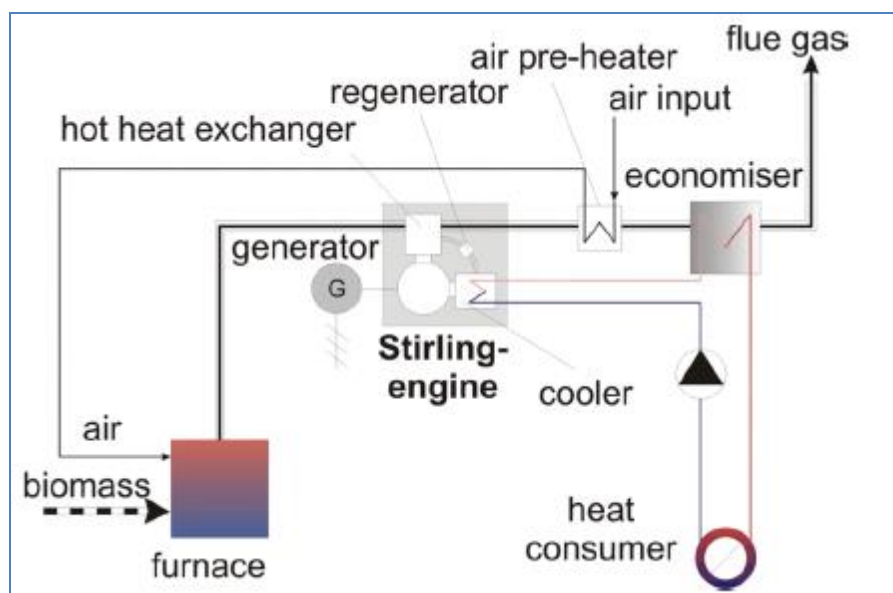 flue gas
air pre-heater
regenerator
air input
hot heat exchanger
economiser
generator
G
Stirling-
engine
cooler
air
biomass
heat
consumer
furnace